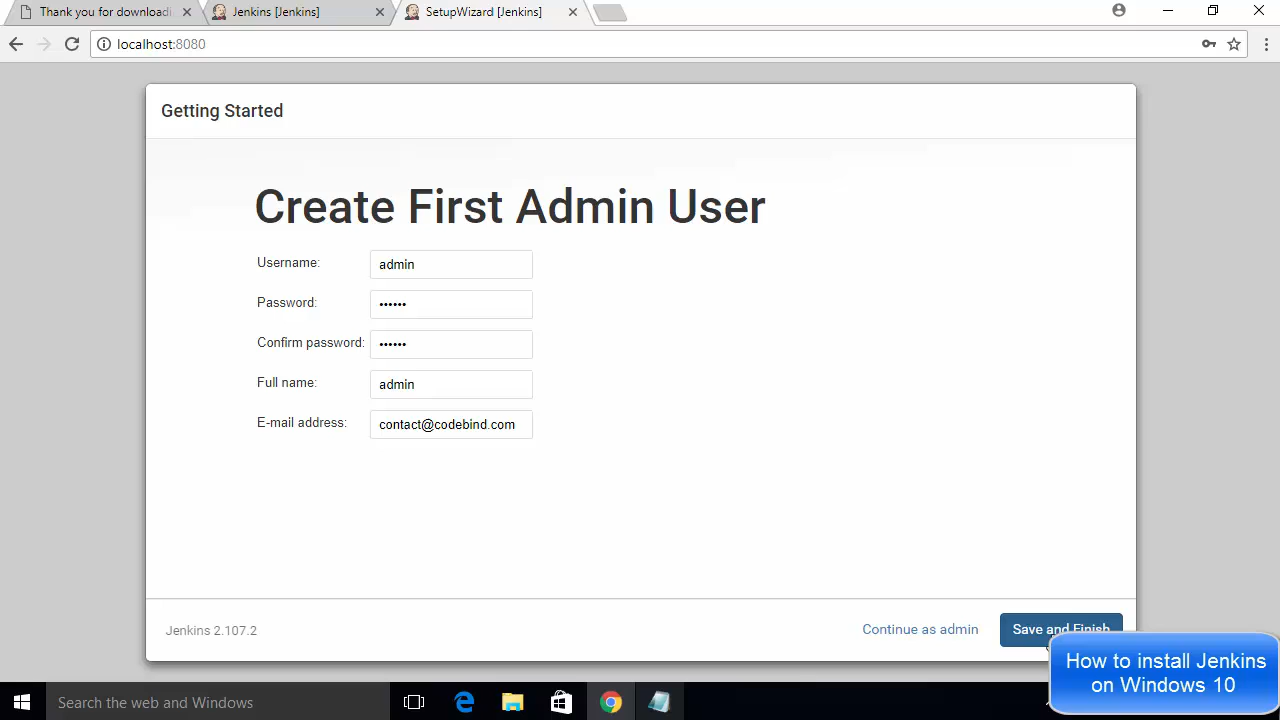 Thank you for downloadi
Jenkins [Jenkins]
SetupWizard [Jenkins]
localhost:8080
Getting Started
Create First Admin User
Username:
admin
Password:
••••••
Confirm password:
••••••
Full name:
admin
E-mail address:
contact@codebind.com
Jenkins 2.107.2
Continue as admin
Save and Finish
How to install Jenkins
on Windows 10
Search the web and Windows